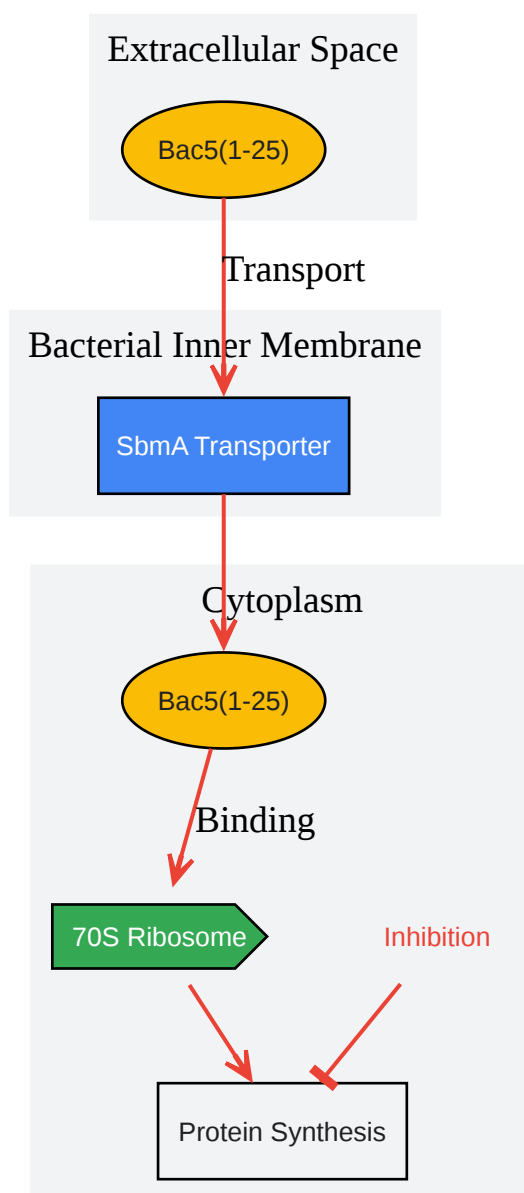 Extracellular Space
Bac5(1-25)
Transport
Bacterial Inner Membrane
SbmA Transporter
Cytoplasm
Bac5(1-25)
Binding
70S Ribosome
Inhibition
Protein Synthesis